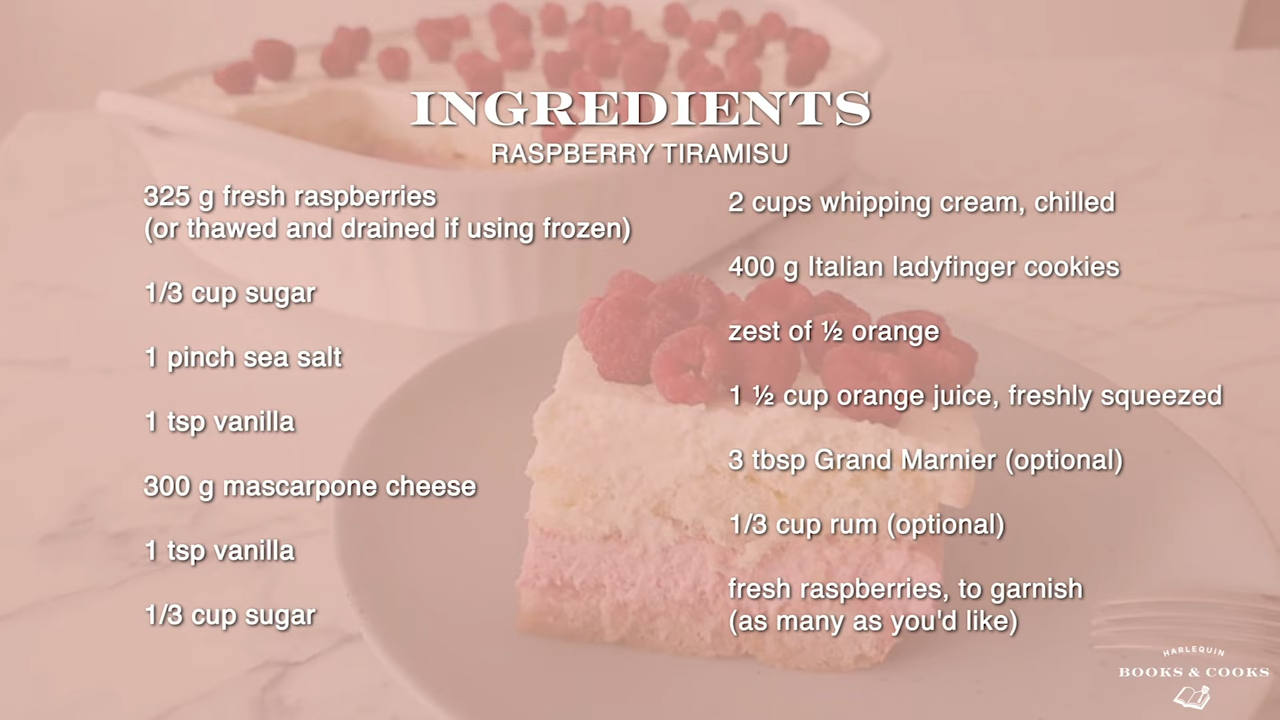 INGREDIENTS
RASPBERRY TIRAMISU
325 g fresh raspberries
(or thawed and drained if using frozen)
1/3 cup sugar
1 pinch sea salt
1 tsp vanilla
300 g mascarpone cheese
1 tsp vanilla
1/3 cup sugar
2 cups whipping cream, chilled
400 g Italian ladyfinger cookies
zest of ½ orange
1 ½ cup orange juice, freshly squeezed
3 tbsp Grand Marnier (optional)
1/3 cup rum (optional)
fresh raspberries, to garnish
(as many as you'd like)
HARLEQUIN
BOOKS & COOKS